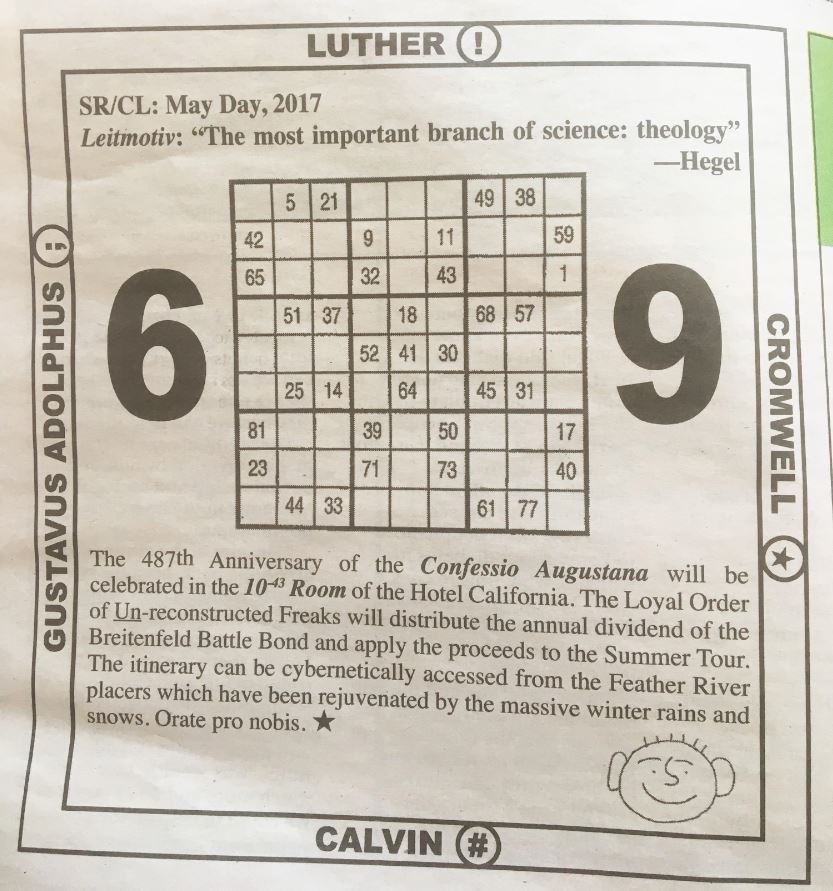 LUTHER (!)
SR/CL: May Day, 2017
Leitmotiv: “The most important branch of science: theology”
—Hegel
5 21 49 38
42 9 11 59
65 32 43 1
51 37 18 68 57
52 41 30
25 14 64 45 31
81 39 50 17
23 71 73 40
44 33 61 77
6
9
GUSTAVUS ADOLPHUS (;)
CROMWELL (★)
The 487th Anniversary of the Confessio Augustana will be
celebrated in the 10⁻⁴³ Room of the Hotel California. The Loyal Order
of Un-reconstructed Freaks will distribute the annual dividend of the
Breitenfeld Battle Bond and apply the proceeds to the Summer Tour.
The itinerary can be cybernetically accessed from the Feather River
placers which have been rejuvenated by the massive winter rains and
snows. Orate pro nobis. ★
CALVIN (#)